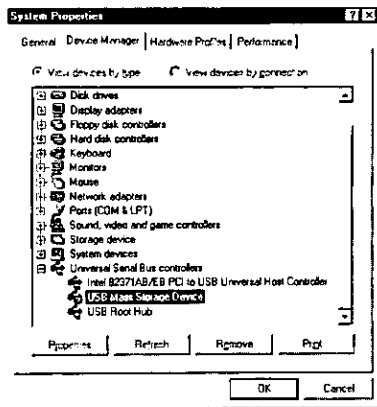 System Properties
General Device Manager Hardware Profiles Performance
View devices by type View devices by connection
Disk drives
Display adapters
Floppy disk controllers
Hard disk controllers
Keyboard
Monitors
Mouse
Network adapters
Ports (COM & LPT)
Sound, video and game controllers
Storage device
System devices
Universal Serial Bus controllers
Intel 82371AB/EB PCI to USB Universal Host Controller
USB Mass Storage Device
USB Root Hub
Properties Refresh Remove Print
OK Cancel